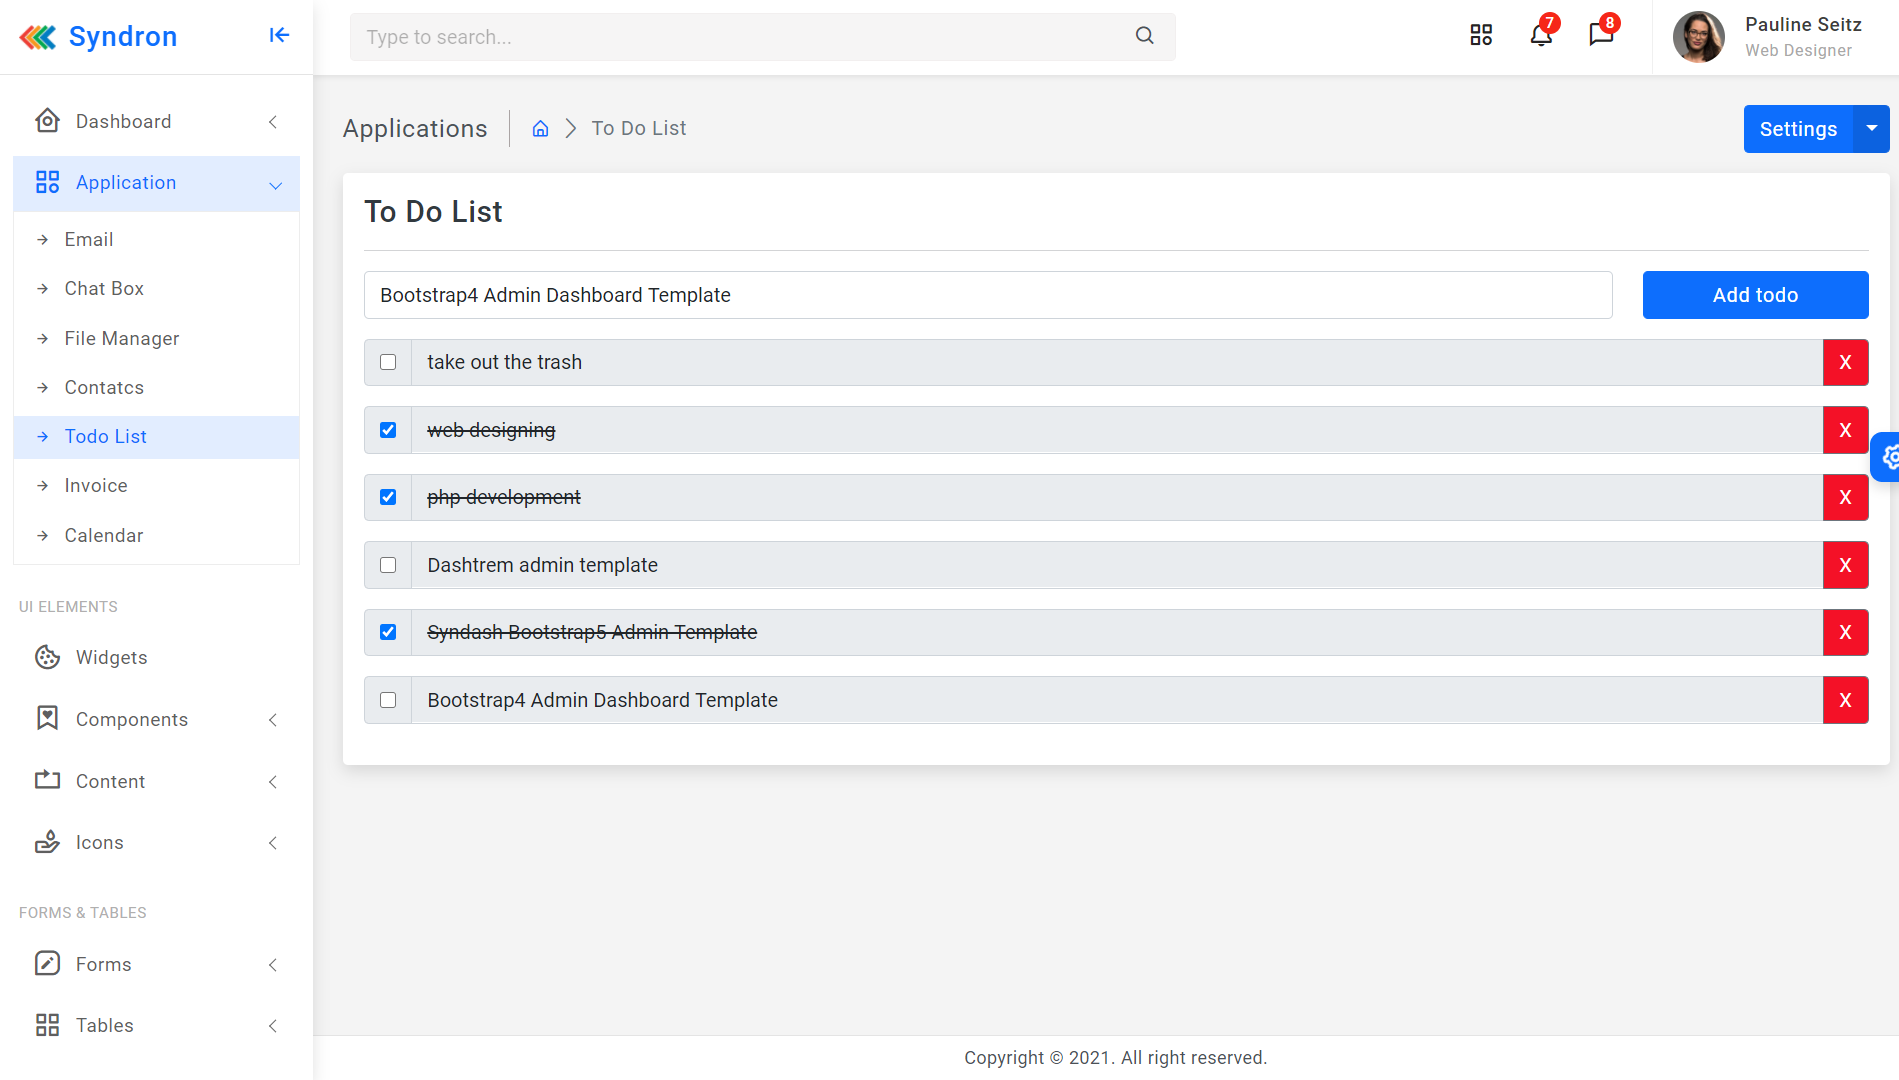 Syndron
Type to search...
7
8
Pauline Seitz
Web Designer
Dashboard
Application
Email
Chat Box
File Manager
Contatcs
Todo List
Invoice
Calendar
UI ELEMENTS
Widgets
Components
Content
Icons
FORMS & TABLES
Forms
Tables
Applications
To Do List
Settings
To Do List
Bootstrap4 Admin Dashboard Template
Add todo
take out the trash
X
web designing
X
php development
X
Dashtrem admin template
X
Syndash Bootstrap5 Admin Template
X
Bootstrap4 Admin Dashboard Template
X
Copyright © 2021. All right reserved.